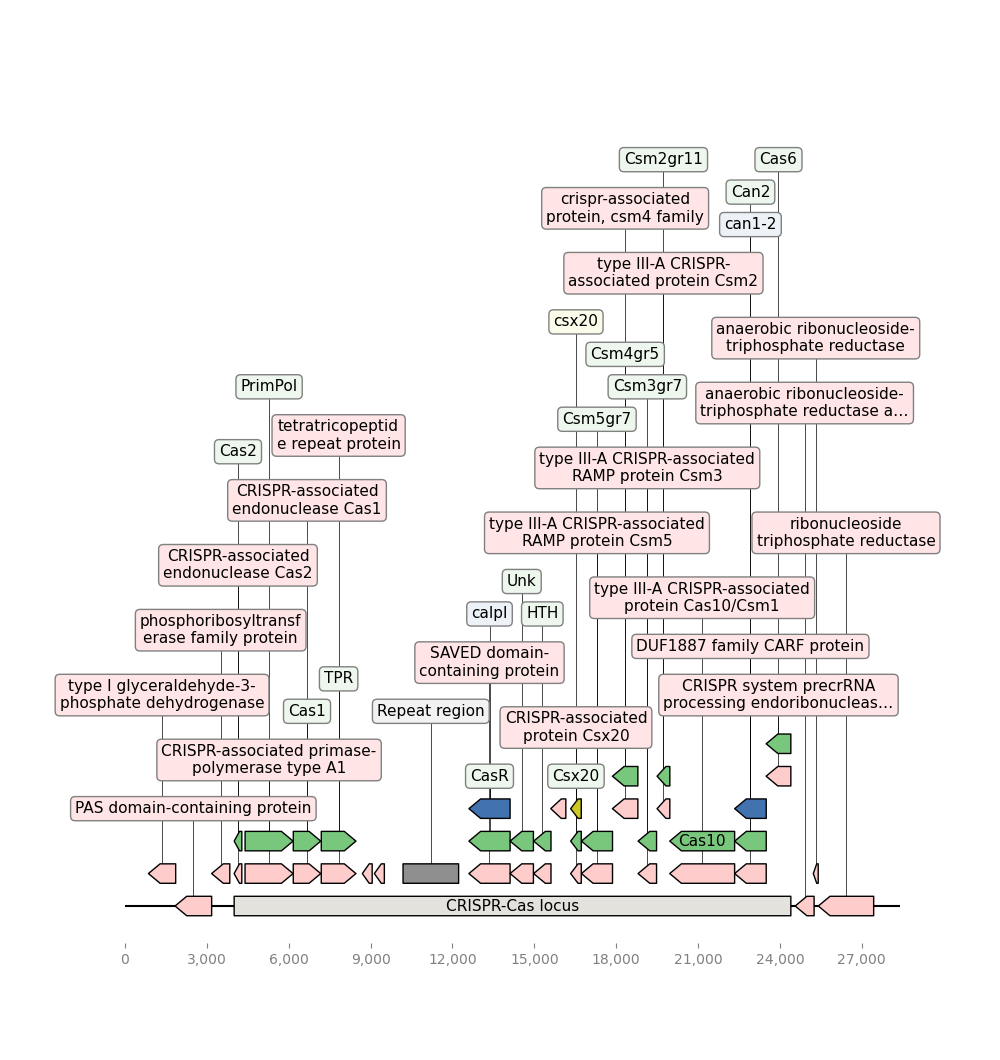 Csm2gr11
Cas6
Can2
crispr-associated
protein, csm4 family
can1-2
type III-A CRISPR-
associated protein Csm2
csx20
anaerobic ribonucleoside-
triphosphate reductase
Csm4gr5
PrimPol
Csm3gr7
anaerobic ribonucleoside-
triphosphate reductase a...
Csm5gr7
tetratricopeptid
e repeat protein
Cas2
type III-A CRISPR-associated
RAMP protein Csm3
CRISPR-associated
endonuclease Cas1
type III-A CRISPR-associated
RAMP protein Csm5
ribonucleoside
triphosphate reductase
CRISPR-associated
endonuclease Cas2
Unk
type III-A CRISPR-associated
protein Cas10/Csm1
calpl
HTH
phosphoribosyltransf
erase family protein
DUF1887 family CARF protein
SAVED domain-
containing protein
TPR
type I glyceraldehyde-3-
phosphate dehydrogenase
CRISPR system precrRNA
processing endoribonucleas...
Cas1
Repeat region
CRISPR-associated
protein Csx20
CRISPR-associated primase-
polymerase type A1
CasR
Csx20
PAS domain-containing protein
Cas10
CRISPR-Cas locus
0
3,000
6,000
9,000
12,000
15,000
18,000
21,000
24,000
27,000